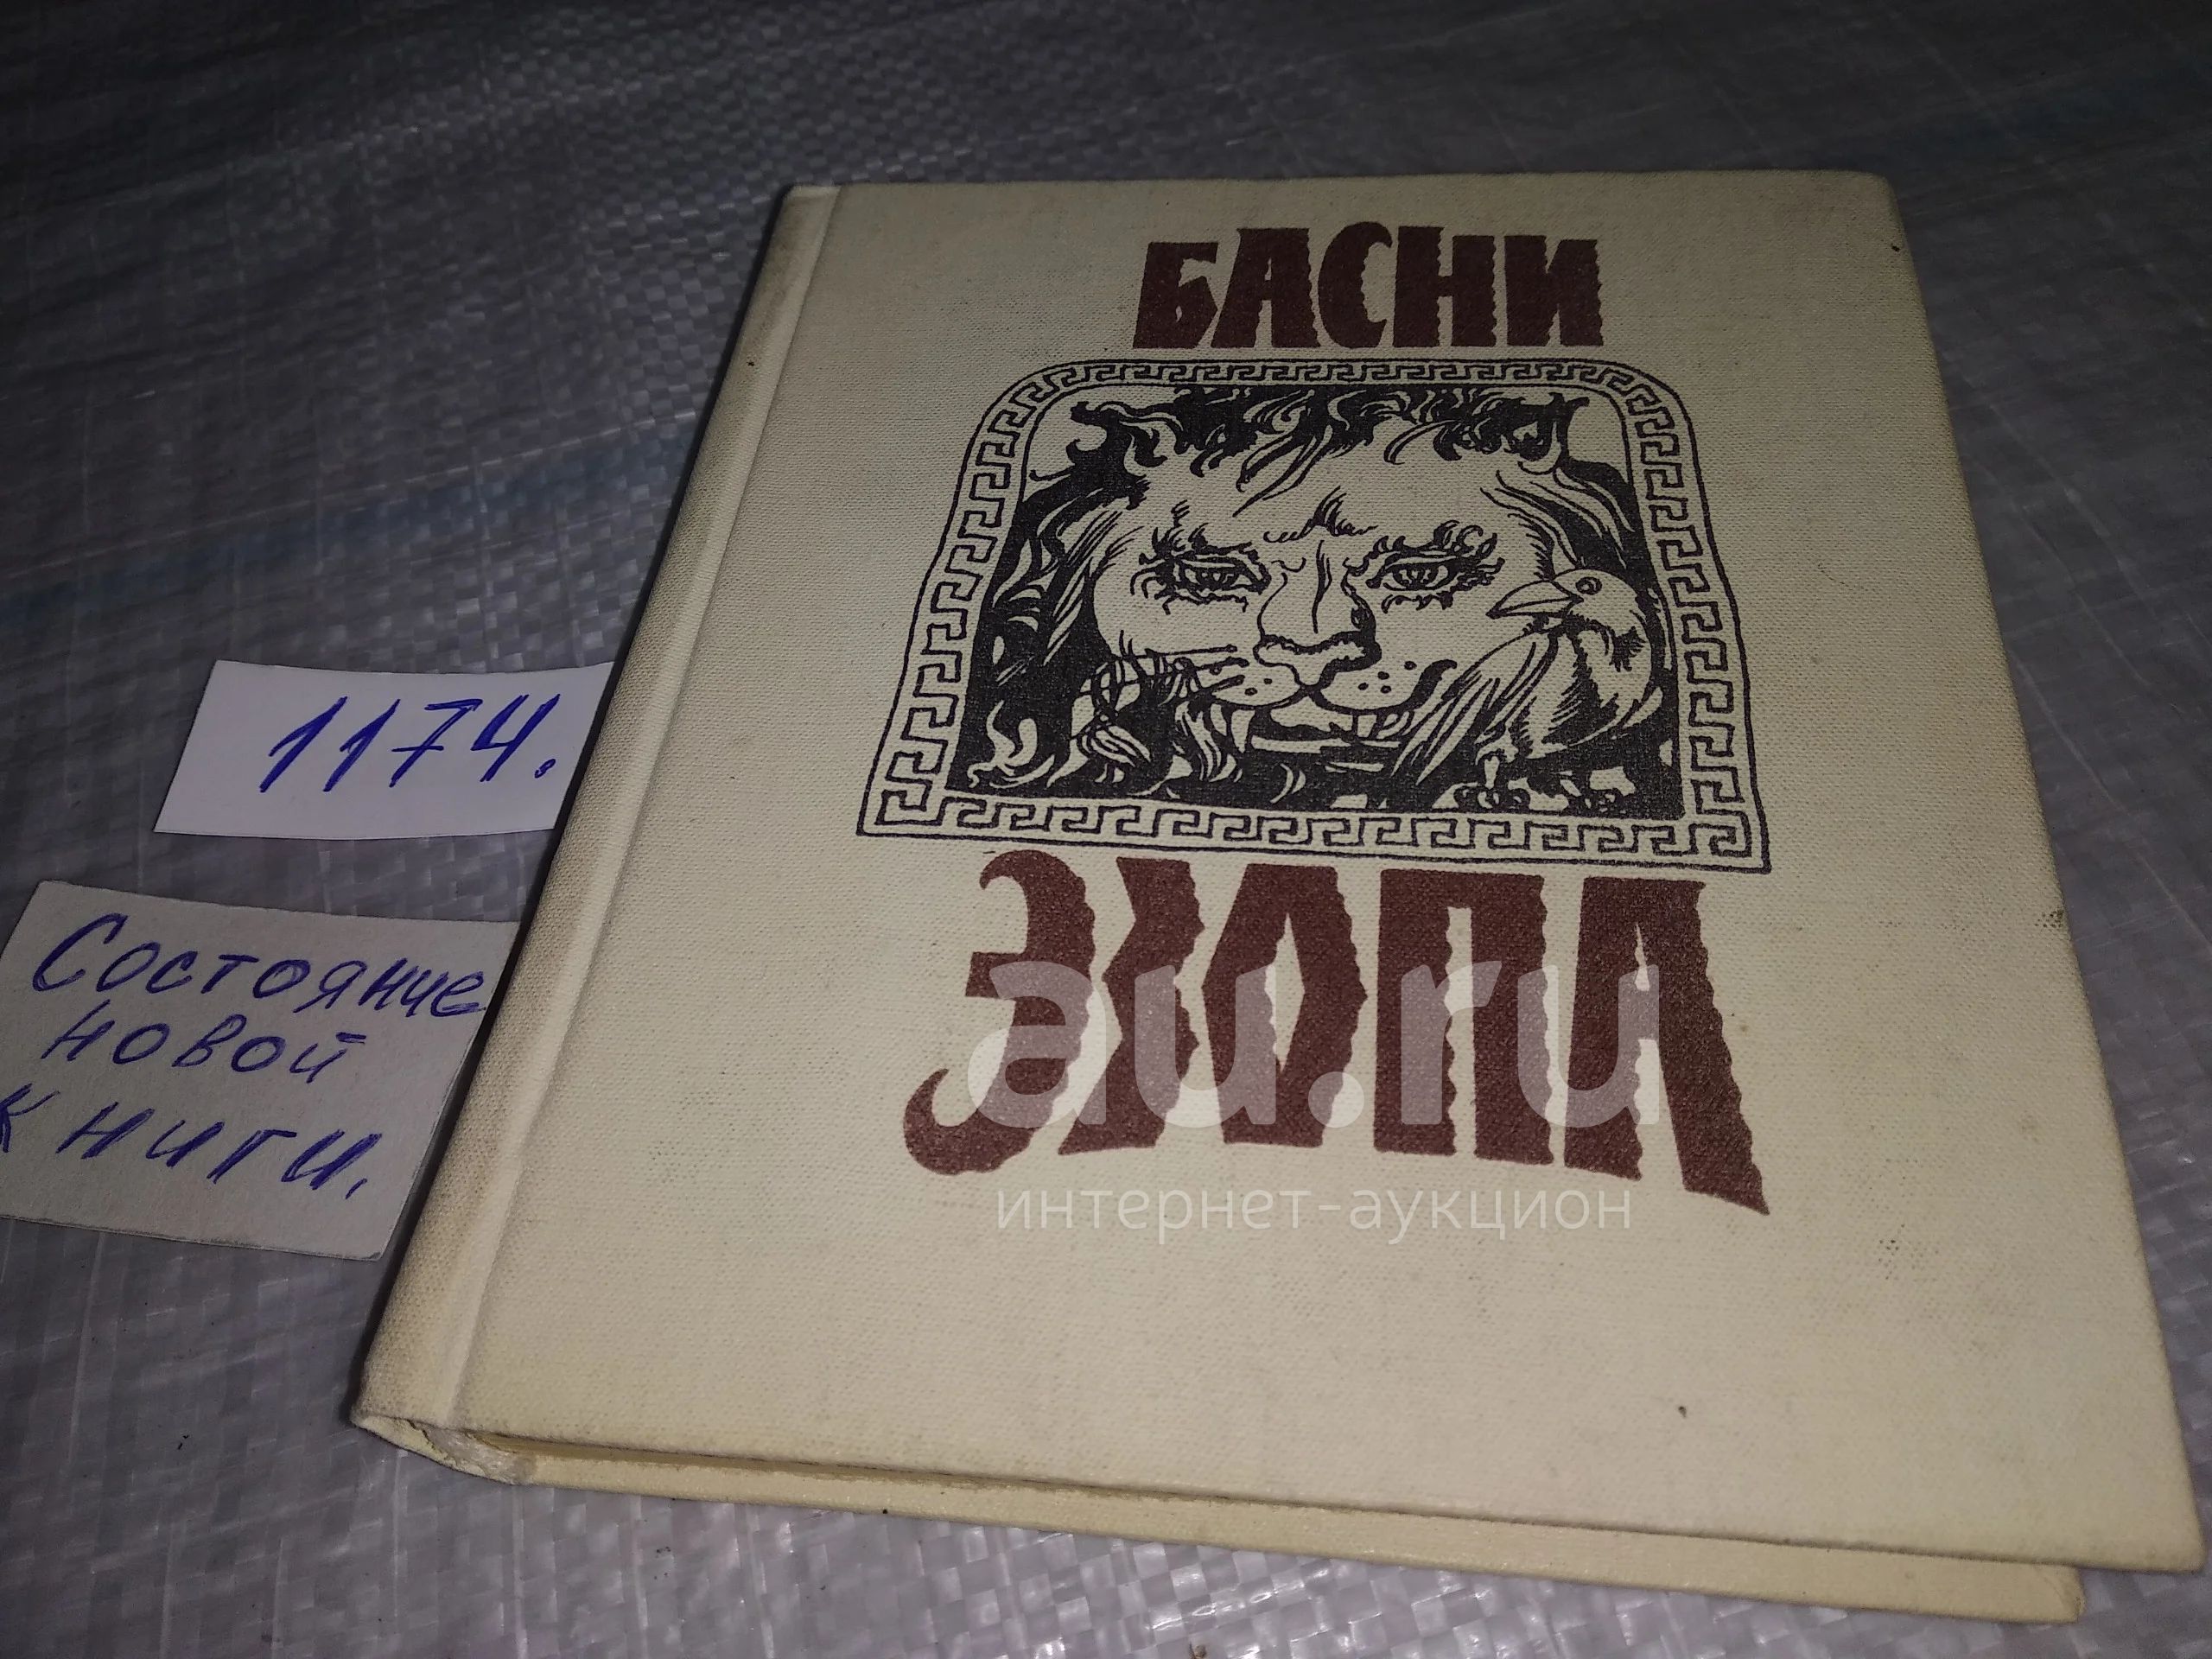 БАСНИ
ЭЗОПА
1174.
Состояние
новой
книги.
au.ru
интернет-аукцион